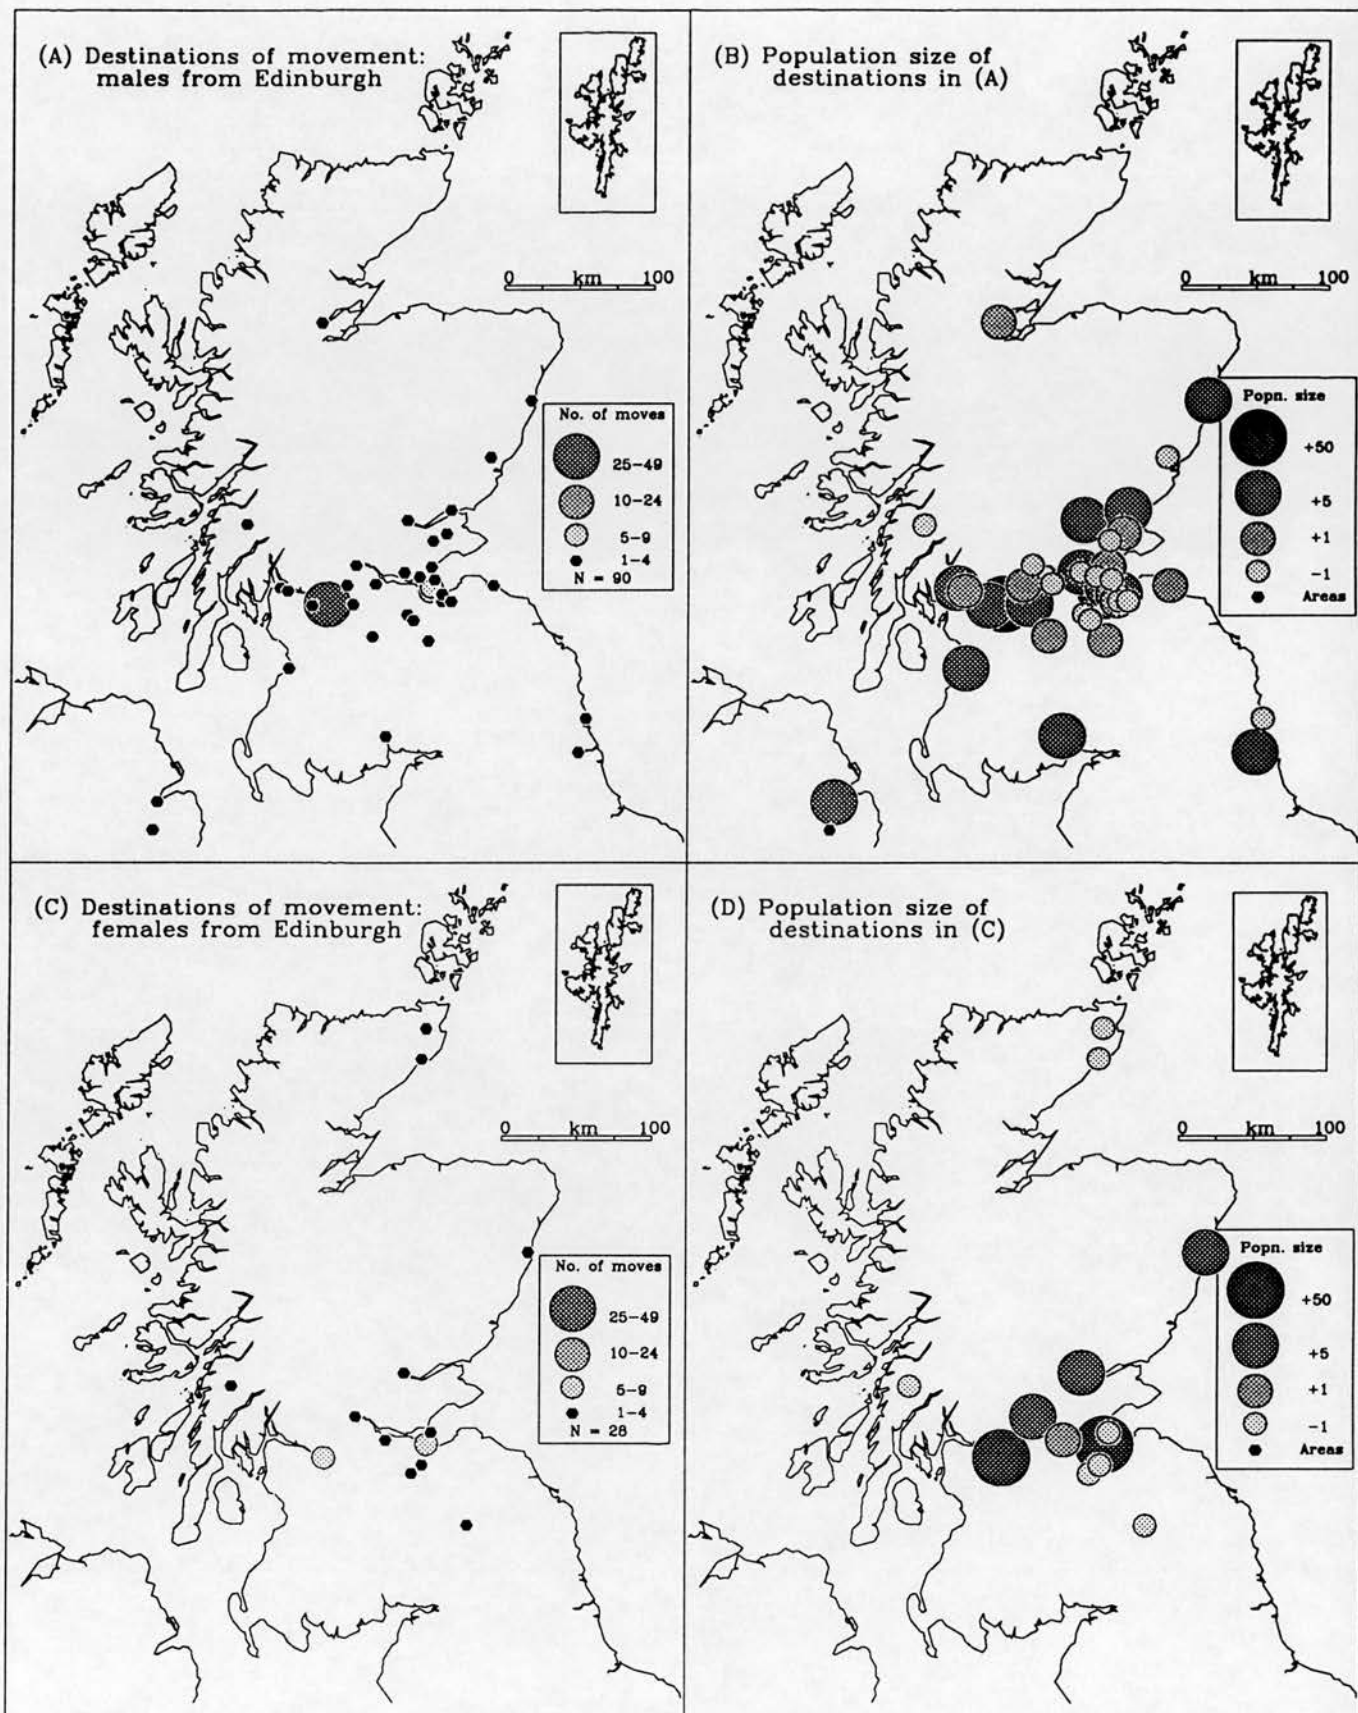 (A) Destinations of movement:
males from Edinburgh
0 km 100
No. of moves
25-49
10-24
5-9
1-4
N = 90
(B) Population size of
destinations in (A)
0 km 100
Popn. size
+50
+5
+1
-1
Areas
(C) Destinations of movement:
females from Edinburgh
0 km 100
No. of moves
25-49
10-24
5-9
1-4
N = 28
(D) Population size of
destinations in (C)
0 km 100
Popn. size
+50
+5
+1
-1
Areas